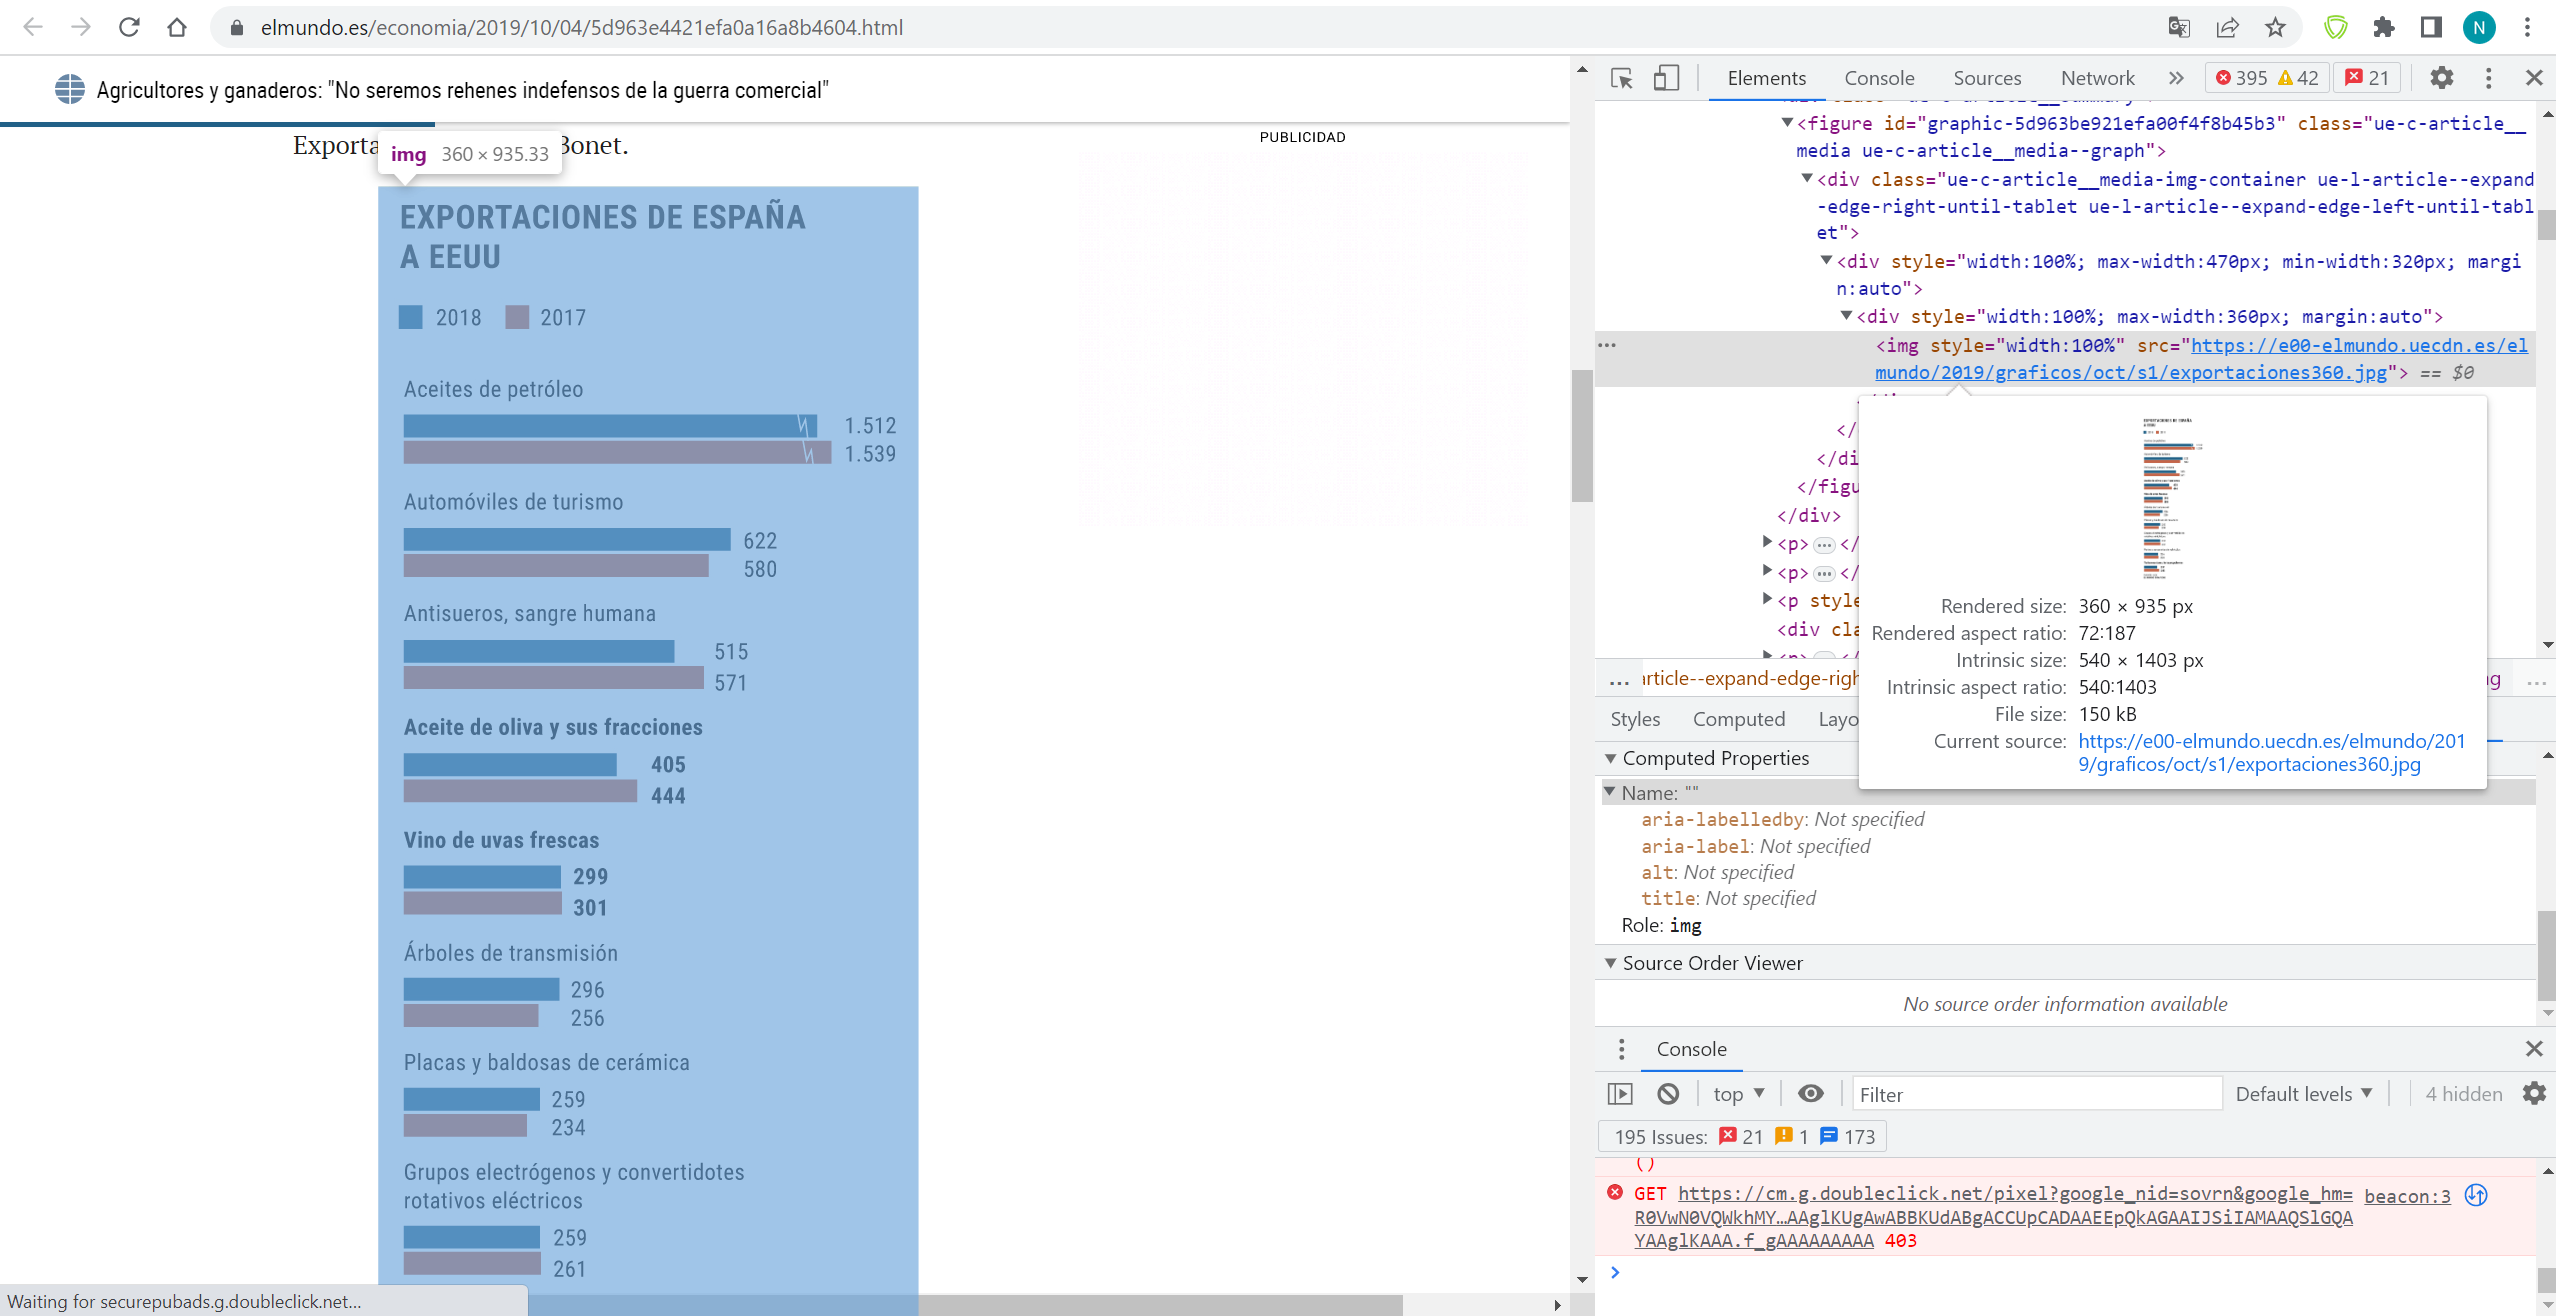 elmundo.es/economia/2019/10/04/5d963e4421efa0a16a8b4604.html
N
Agricultores y ganaderos: "No seremos rehenes indefensos de la guerra comercial"
PUBLICIDAD
Bonet.
img 360 × 935.33
EXPORTACIONES DE ESPAÑA
A EEUU
2018 2017
Aceites de petróleo
1.512
1.539
Automóviles de turismo
622
580
Antisueros, sangre humana
515
571
Aceite de oliva y sus fracciones
405
444
Vino de uvas frescas
299
301
Árboles de transmisión
296
256
Placas y baldosas de cerámica
259
234
Grupos electrógenos y convertidotes
rotativos eléctricos
259
261
Waiting for securepubads.g.doubleclick.net...
Elements Console Sources Network » 395 42 21
<figure id="graphic-5d963be921efa00f4f8b45b3" class="ue-c-article__
media ue-c-article__media--graph">
<div class="ue-c-article__media-img-container ue-l-article--expand
-edge-right-until-tablet ue-l-article--expand-edge-left-until-tabl
et">
<div style="width:100%; max-width:470px; min-width:320px; margi
n:auto">
<div style="width:100%; max-width:360px; margin:auto">
<img style="width:100%" src="https://e00-elmundo.uecdn.es/el
mundo/2019/graficos/oct/s1/exportaciones360.jpg"> == $0
</
</di
</figu
</div>
<p>…</
<p>…</
<p style
<div cla
Rendered size: 360 × 935 px
Rendered aspect ratio: 72:187
Intrinsic size: 540 × 1403 px
Intrinsic aspect ratio: 540:1403
File size: 150 kB
Current source: https://e00-elmundo.uecdn.es/elmundo/201
9/graficos/oct/s1/exportaciones360.jpg
... article--expand-edge-righ ...
Styles Computed Layo
Computed Properties
Name: ""
aria-labelledby: Not specified
aria-label: Not specified
alt: Not specified
title: Not specified
Role: img
Source Order Viewer
No source order information available
Console
top Filter Default levels 4 hidden
195 Issues: 21 1 173
()
GET https://cm.g.doubleclick.net/pixel?google_nid=sovrn&google_hm= beacon:3
R0VwN0VQWkhMY…AAglKUgAwABBKUdABgACCUpCADAAEEpQkAGAAIJSiIAMAAQSlGQA
YAAglKAAA.f_gAAAAAAAAA 403